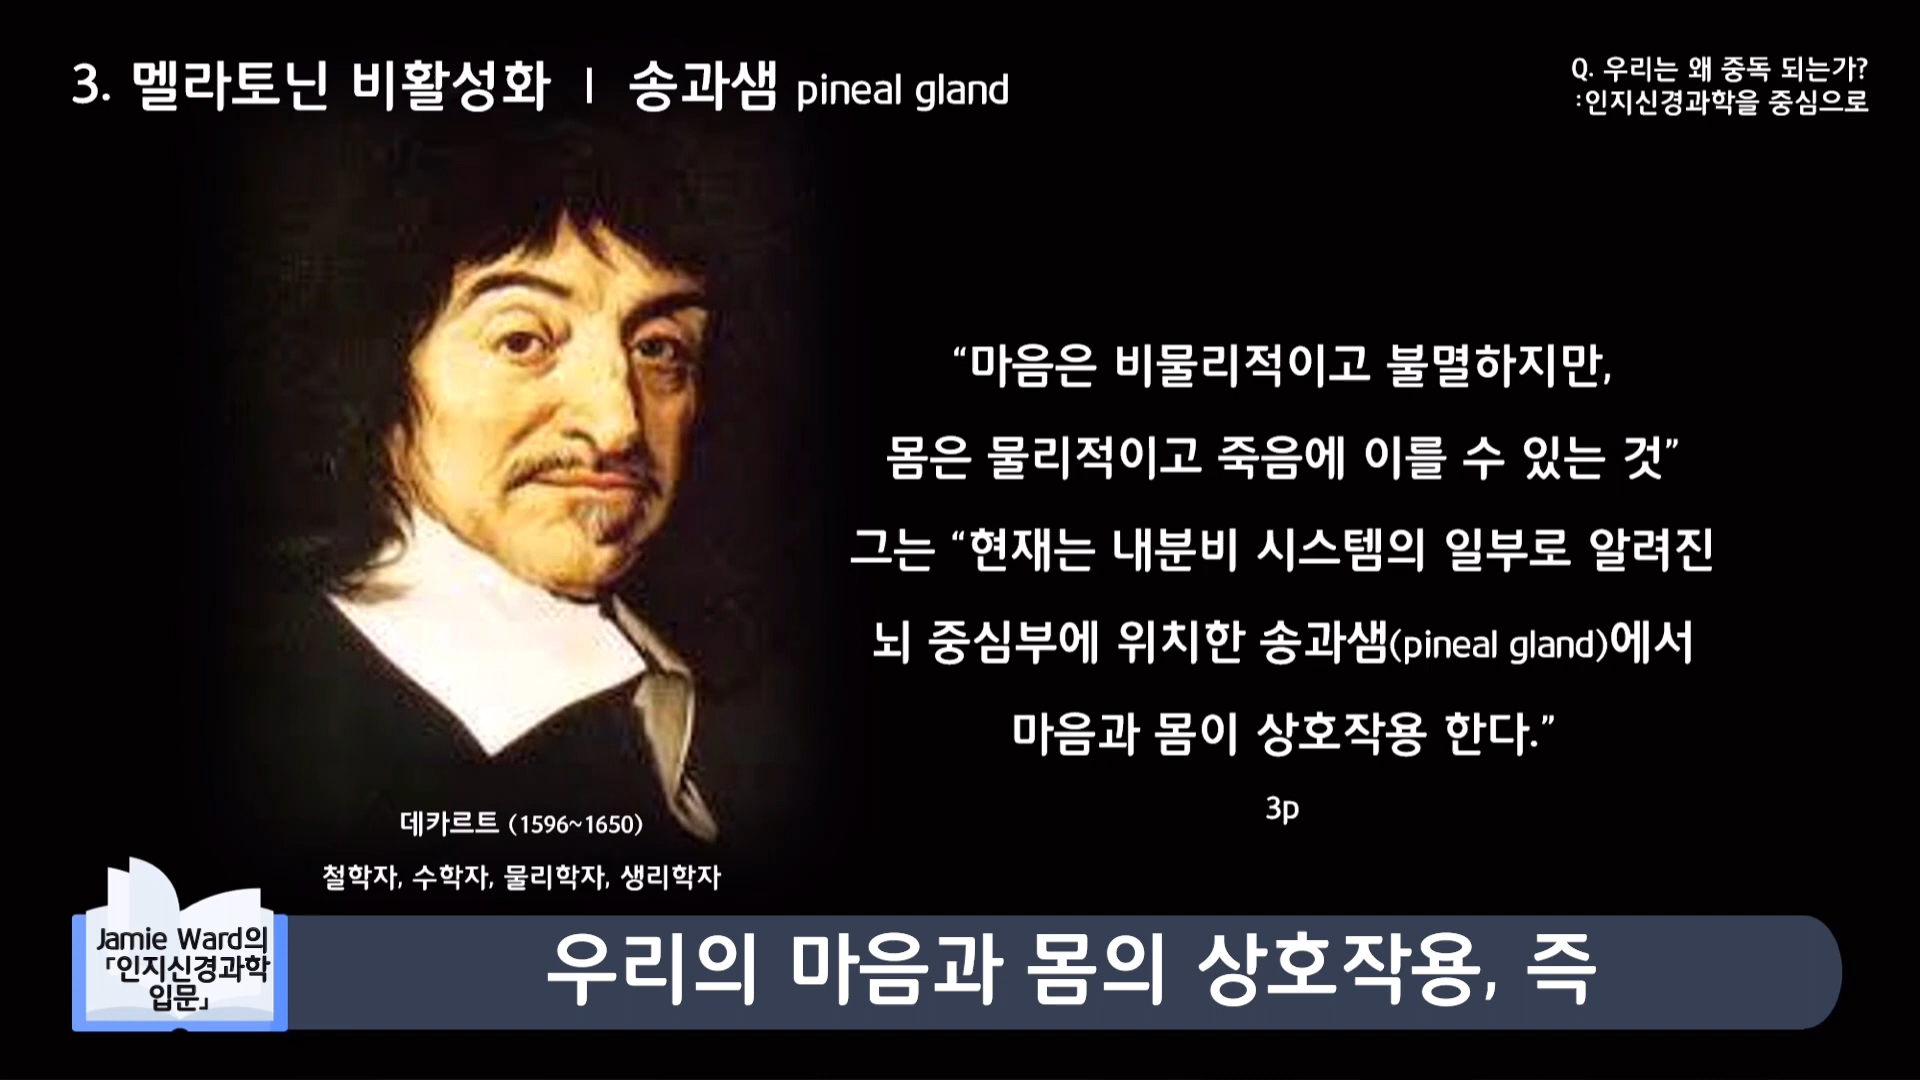 3. 멜라토닌 비활성화 | 송과샘 pineal gland
Q. 우리는 왜 중독 되는가?
:인지신경과학을 중심으로
“마음은 비물리적이고 불멸하지만,
몸은 물리적이고 죽음에 이를 수 있는 것”
그는 “현재는 내분비 시스템의 일부로 알려진
뇌 중심부에 위치한 송과샘(pineal gland)에서
마음과 몸이 상호작용 한다.”
3p
데카르트 (1596~1650)
철학자, 수학자, 물리학자, 생리학자
Jamie Ward의
「인지신경과학
입문」
우리의 마음과 몸의 상호작용, 즉